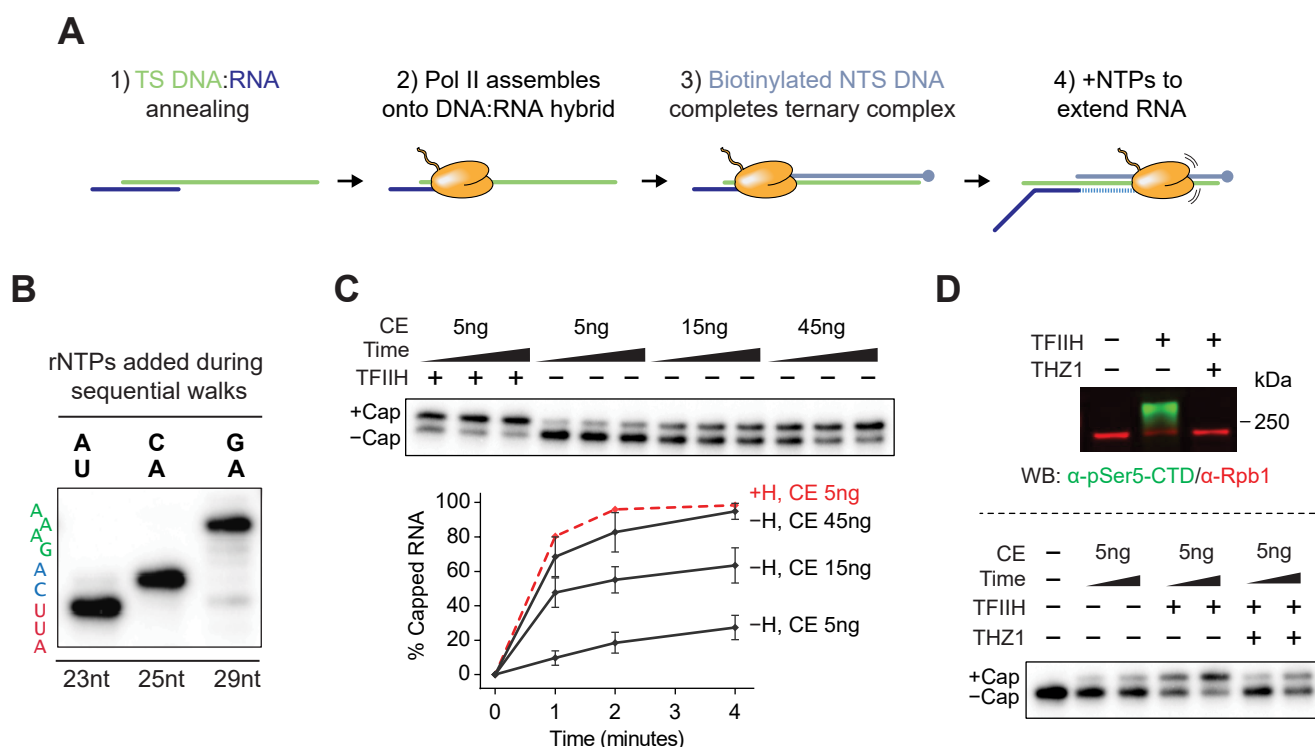 A
1) TS DNA:RNA
annealing
2) Pol II assembles
onto DNA:RNA hybrid
3) Biotinylated NTS DNA
completes ternary complex
4) +NTPs to
extend RNA
B
rNTPs added during
sequential walks
A C G
U A A
A
A
A
G
A
C
U
U
A
23nt 25nt 29nt
C
CE 5ng 5ng 15ng 45ng
Time
TFIIH + + + − − − − − − − − −
+Cap
−Cap
% Capped RNA
100
80
60
40
20
0
+H, CE 5ng
−H, CE 45ng
−H, CE 15ng
−H, CE 5ng
0 1 2 3 4
Time (minutes)
D
TFIIH − + +
THZ1 − − +
kDa
−250
WB: α-pSer5-CTD/α-Rpb1
CE − 5ng 5ng 5ng
Time −
TFIIH − − − + + + +
THZ1 − − − − − + +
+Cap
−Cap